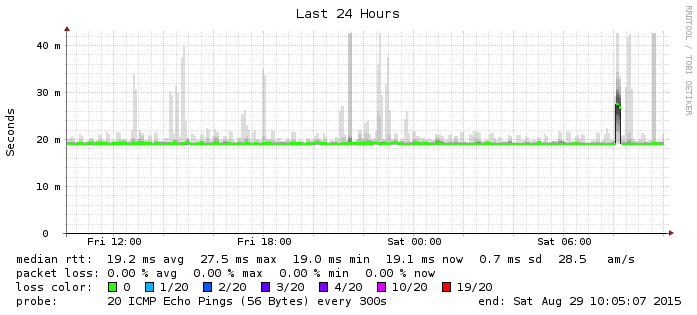 Last 24 Hours
RRDTOOL / TOBI OETIKER
Seconds
40 m
30 m
20 m
10 m
0
Fri 12:00 Fri 18:00 Sat 00:00 Sat 06:00
median rtt: 19.2 ms avg 27.5 ms max 19.0 ms min 19.1 ms now 0.7 ms sd 28.5 am/s
packet loss: 0.00 % avg 0.00 % max 0.00 % min 0.00 % now
loss color: 0 1/20 2/20 3/20 4/20 10/20 19/20
probe: 20 ICMP Echo Pings (56 Bytes) every 300s end: Sat Aug 29 10:05:07 2015